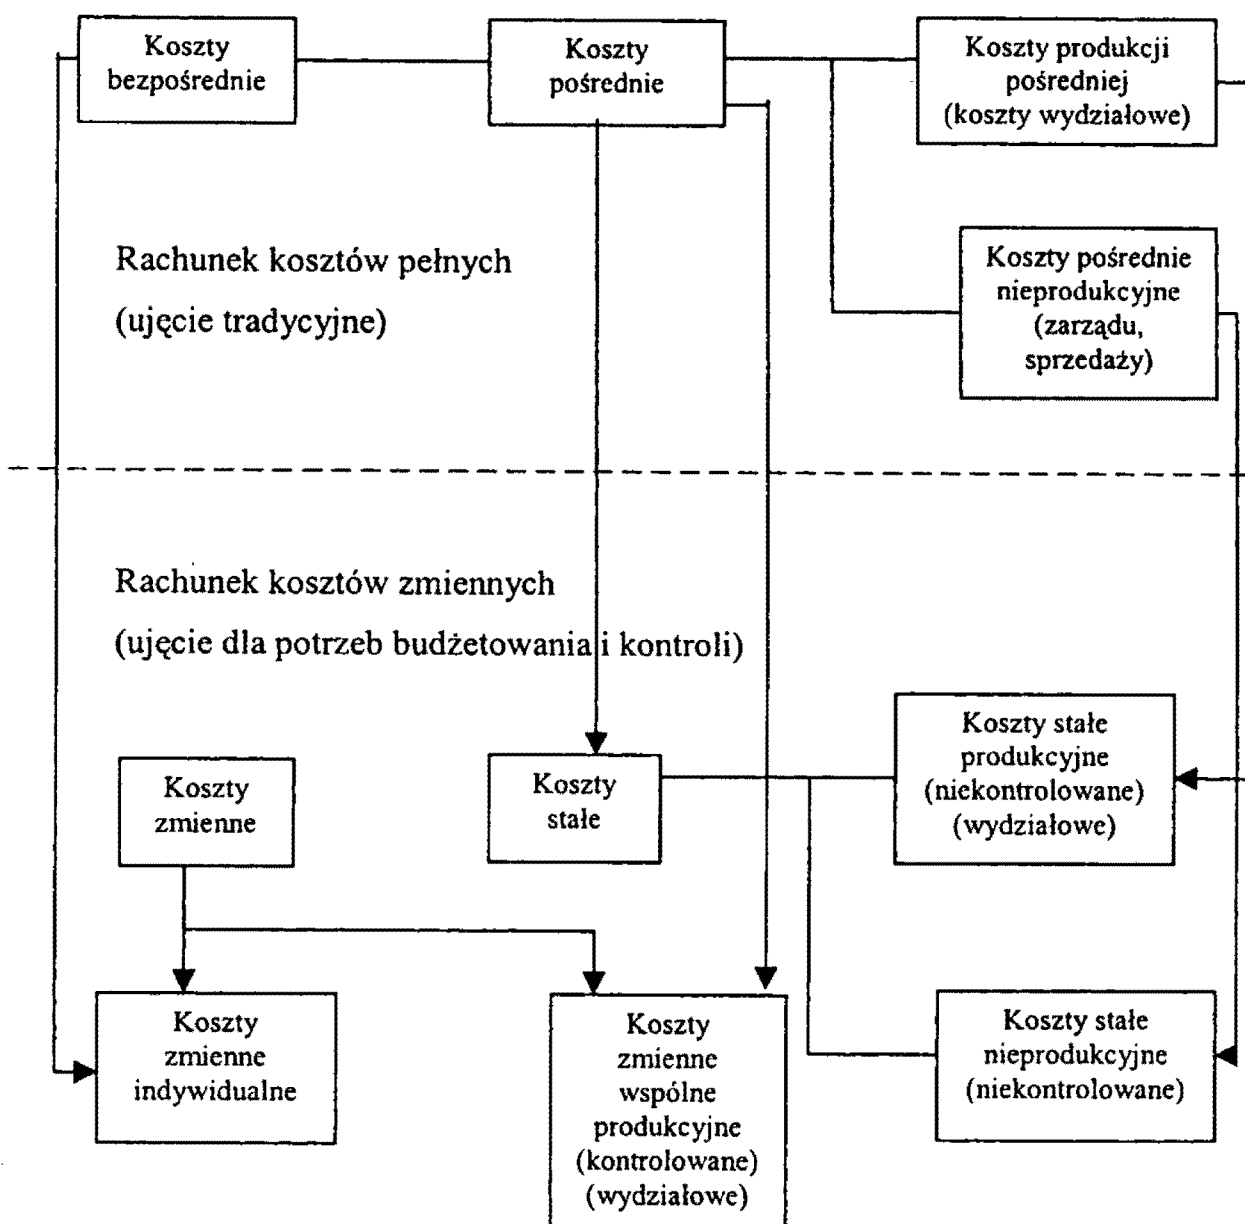 Koszty
bezpośrednie
Koszty
pośrednie
Koszty produkcji
pośredniej
(koszty wydziałowe)
Rachunek kosztów pełnych
(ujęcie tradycyjne)
Koszty pośrednie
nieprodukcyjne
(zarządu,
sprzedaży)
Rachunek kosztów zmiennych
(ujęcie dla potrzeb budżetowania i kontroli)
Koszty
zmienne
Koszty
stałe
Koszty stałe
produkcyjne
(niekontrolowane)
(wydziałowe)
Koszty
zmienne
indywidualne
Koszty
zmienne
wspólne
produkcyjne
(kontrolowane)
(wydziałowe)
Koszty stałe
nieprodukcyjne
(niekontrolowane)